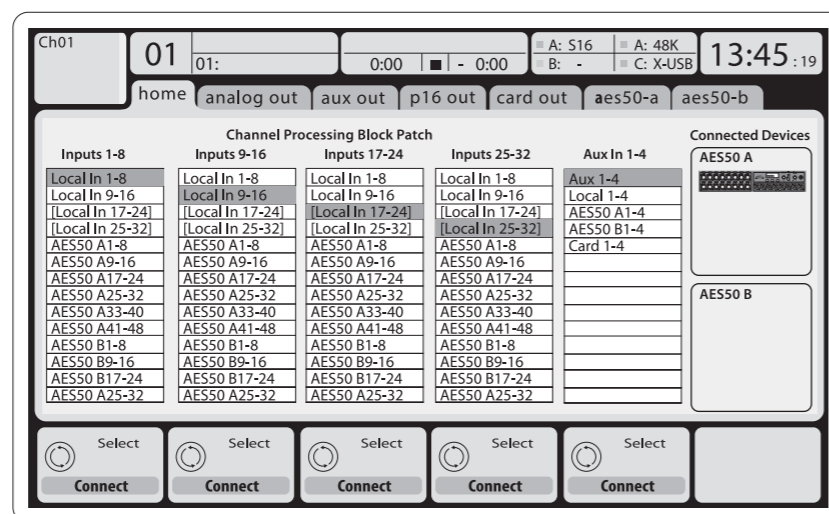 Ch01
01
01:
0:00 - 0:00
A: S16
B: -
A: 48K
C: X-USB
13:45 :19
home analog out aux out p16 out card out aes50-a aes50-b
Channel Processing Block Patch
Connected Devices
Inputs 1-8 Inputs 9-16 Inputs 17-24 Inputs 25-32 Aux In 1-4
AES50 A
Local In 1-8 Local In 1-8 Local In 1-8 Local In 1-8 Aux 1-4
Local In 9-16 Local In 9-16 Local In 9-16 Local In 9-16 Local 1-4
[Local In 17-24] [Local In 17-24] [Local In 17-24] [Local In 17-24] AES50 A1-4
[Local In 25-32] [Local In 25-32] [Local In 25-32] [Local In 25-32] AES50 B1-4
AES50 A1-8 AES50 A1-8 AES50 A1-8 AES50 A1-8 Card 1-4
AES50 A9-16 AES50 A9-16 AES50 A9-16 AES50 A9-16
AES50 A17-24 AES50 A17-24 AES50 A17-24 AES50 A17-24
AES50 A25-32 AES50 A25-32 AES50 A25-32 AES50 A25-32
AES50 B
AES50 A33-40 AES50 A33-40 AES50 A33-40 AES50 A33-40
AES50 A41-48 AES50 A41-48 AES50 A41-48 AES50 A41-48
AES50 B1-8 AES50 B1-8 AES50 B1-8 AES50 B1-8
AES50 B9-16 AES50 B9-16 AES50 B9-16 AES50 B9-16
AES50 B17-24 AES50 B17-24 AES50 B17-24 AES50 B17-24
AES50 A25-32 AES50 A25-32 AES50 A25-32 AES50 A25-32
Select Select Select Select Select
Connect Connect Connect Connect Connect